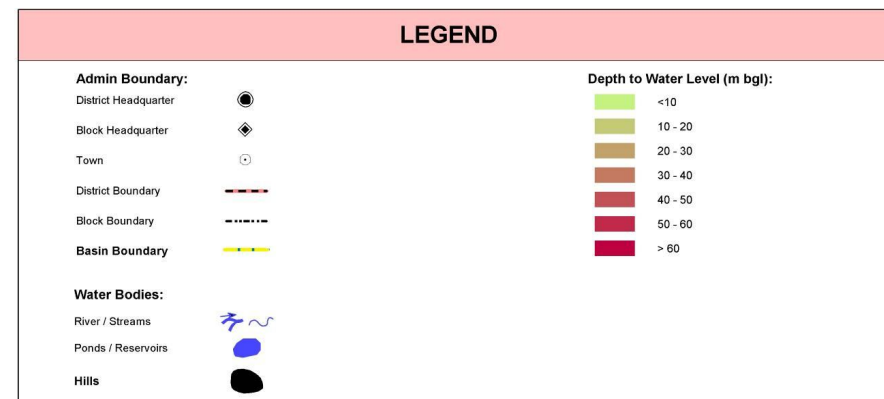 LEGEND
Admin Boundary:
District Headquarter
Block Headquarter
Town
District Boundary
Block Boundary
Basin Boundary
Water Bodies:
River / Streams
Ponds / Reservoirs
Hills
Depth to Water Level (m bgl):
<10
10 - 20
20 - 30
30 - 40
40 - 50
50 - 60
> 60